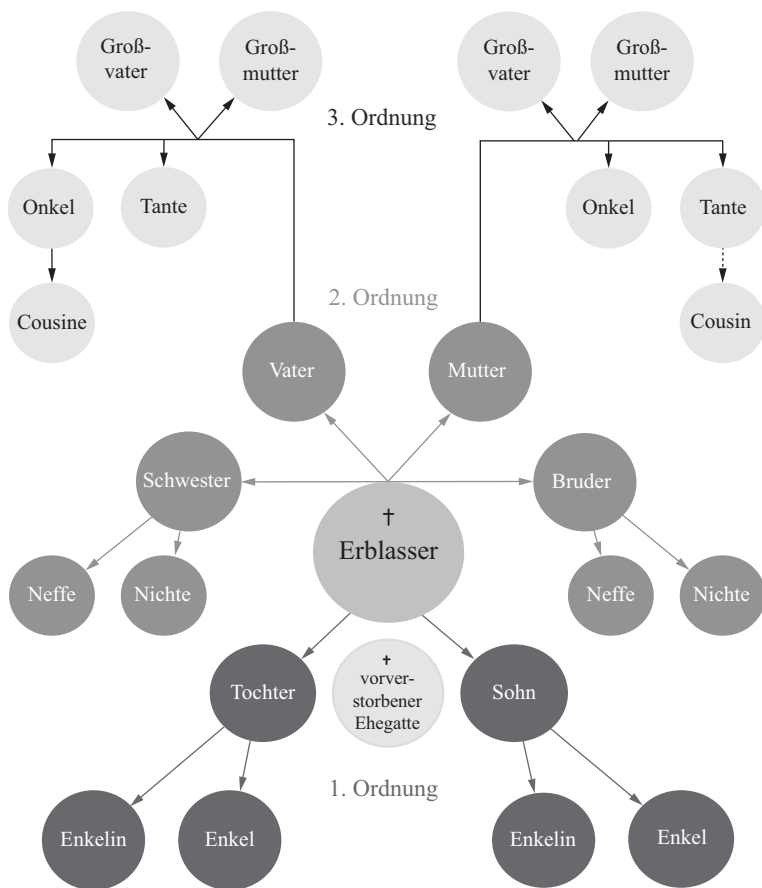 Groß-
vater
Groß-
mutter
Groß-
vater
Groß-
mutter
3. Ordnung
Onkel
Tante
Onkel
Tante
Cousine
2. Ordnung
Cousin
Vater
Mutter
Schwester
Bruder
†
Erblasser
Neffe
Nichte
Neffe
Nichte
Tochter
†
vorver-
storbener
Ehegatte
Sohn
1. Ordnung
Enkelin
Enkel
Enkelin
Enkel